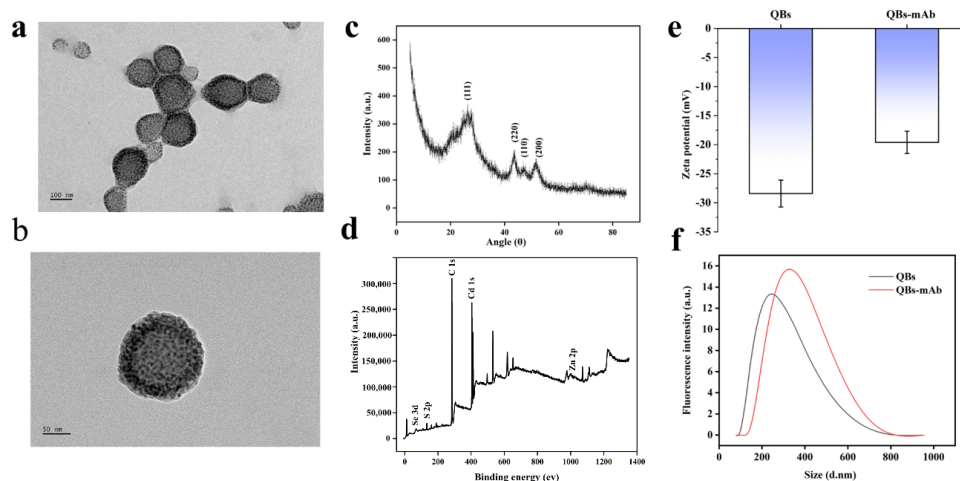 a
100 nm
b
50 nm
c
600
500
400
300
200
100
0
Intensity (a.u.)
(111)
(220)
(110)
(200)
0
20
40
60
80
Angle (θ)
d
300,000
250,000
200,000
150,000
100,000
50,000
0
Intensity (a.u.)
Se 3d
S 2p
C 1s
Cd 1s
Zn 2p
0
200
400
600
800
1000
1200
1400
Binding energy (ev)
e
QBs
QBs-mAb
0
-5
-10
-15
-20
-25
-30
-35
Zeta potential (mV)
f
16
14
12
10
8
6
4
2
0
Fluorescence intensity (a.u.)
QBs
QBs-mAb
0
200
400
600
800
1000
Size (d.nm)